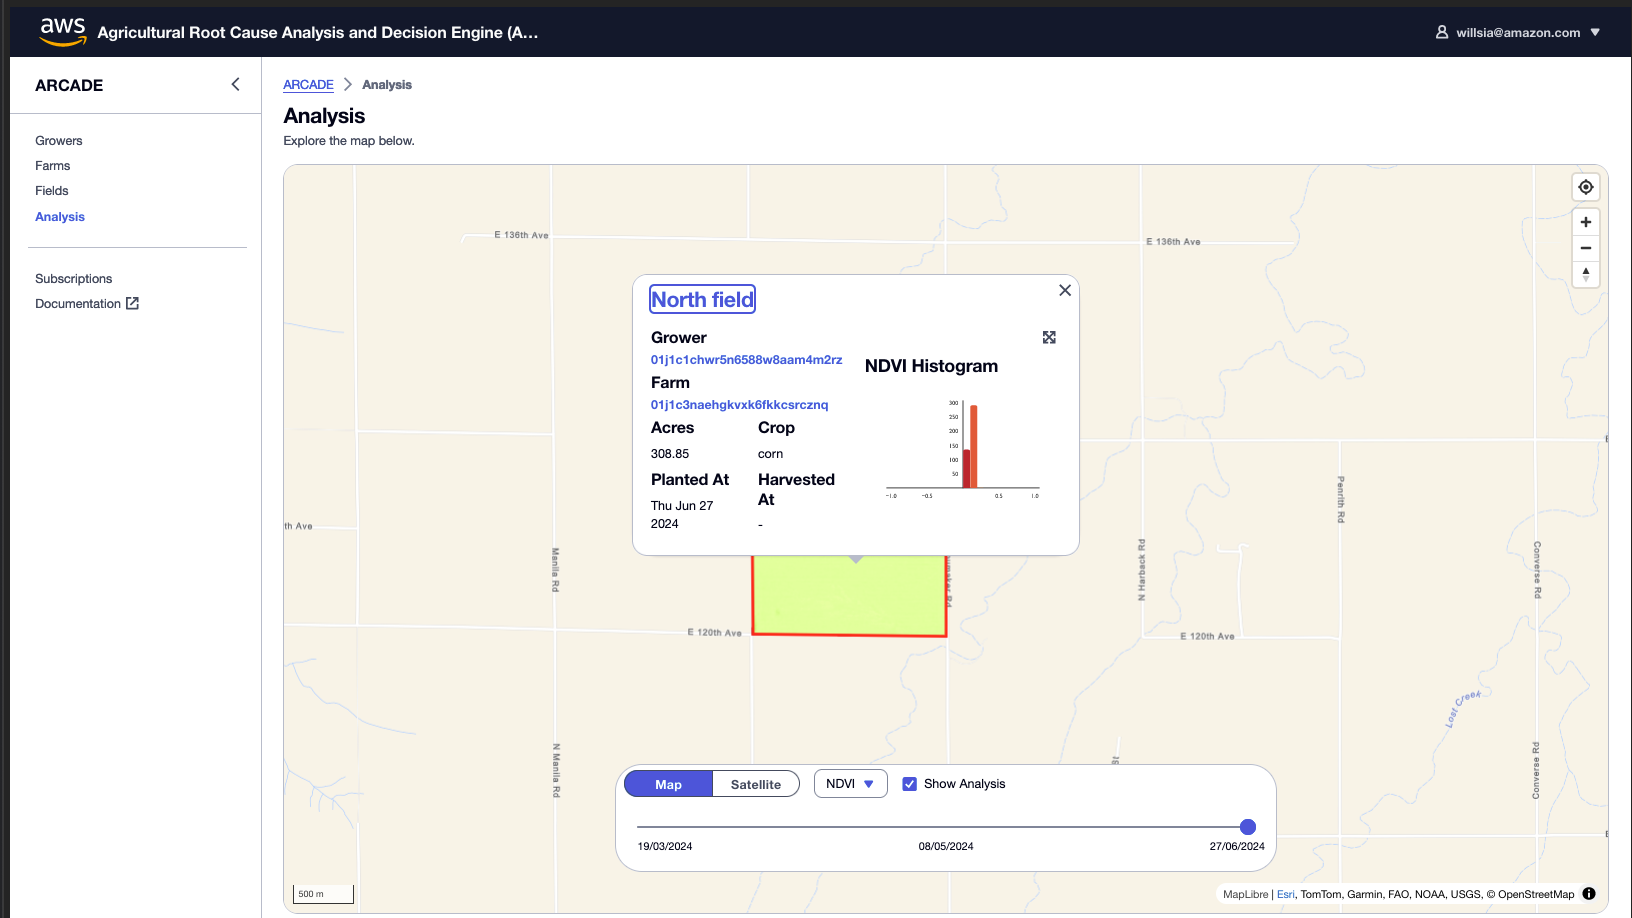 aws
Agricultural Root Cause Analysis and Decision Engine (A...
willsia@amazon.com
ARCADE
Growers
Farms
Fields
Analysis
Subscriptions
Documentation
ARCADE > Analysis
Analysis
Explore the map below.
E 136th Ave
E 136th Ave
North field
Grower
01j1c1chwr5n6588w8aam4m2rz
Farm
01j1c3naehgkvxk6fkkcsrcznq
Acres
Crop
308.85
corn
Planted At
Harvested At
Thu Jun 27 2024
-
NDVI Histogram
300
250
200
150
100
50
-1.0
-0.5
0.5
1.0
th Ave
Manila Rd
N Harback Rd
Penrith Rd
Converse Rd
E 120th Ave
E 120th Ave
N Manila Rd
Lost Creek
Converse Rd
Map
Satellite
NDVI
Show Analysis
19/03/2024
08/05/2024
27/06/2024
500 m
MapLibre | Esri, TomTom, Garmin, FAO, NOAA, USGS, © OpenStreetMap